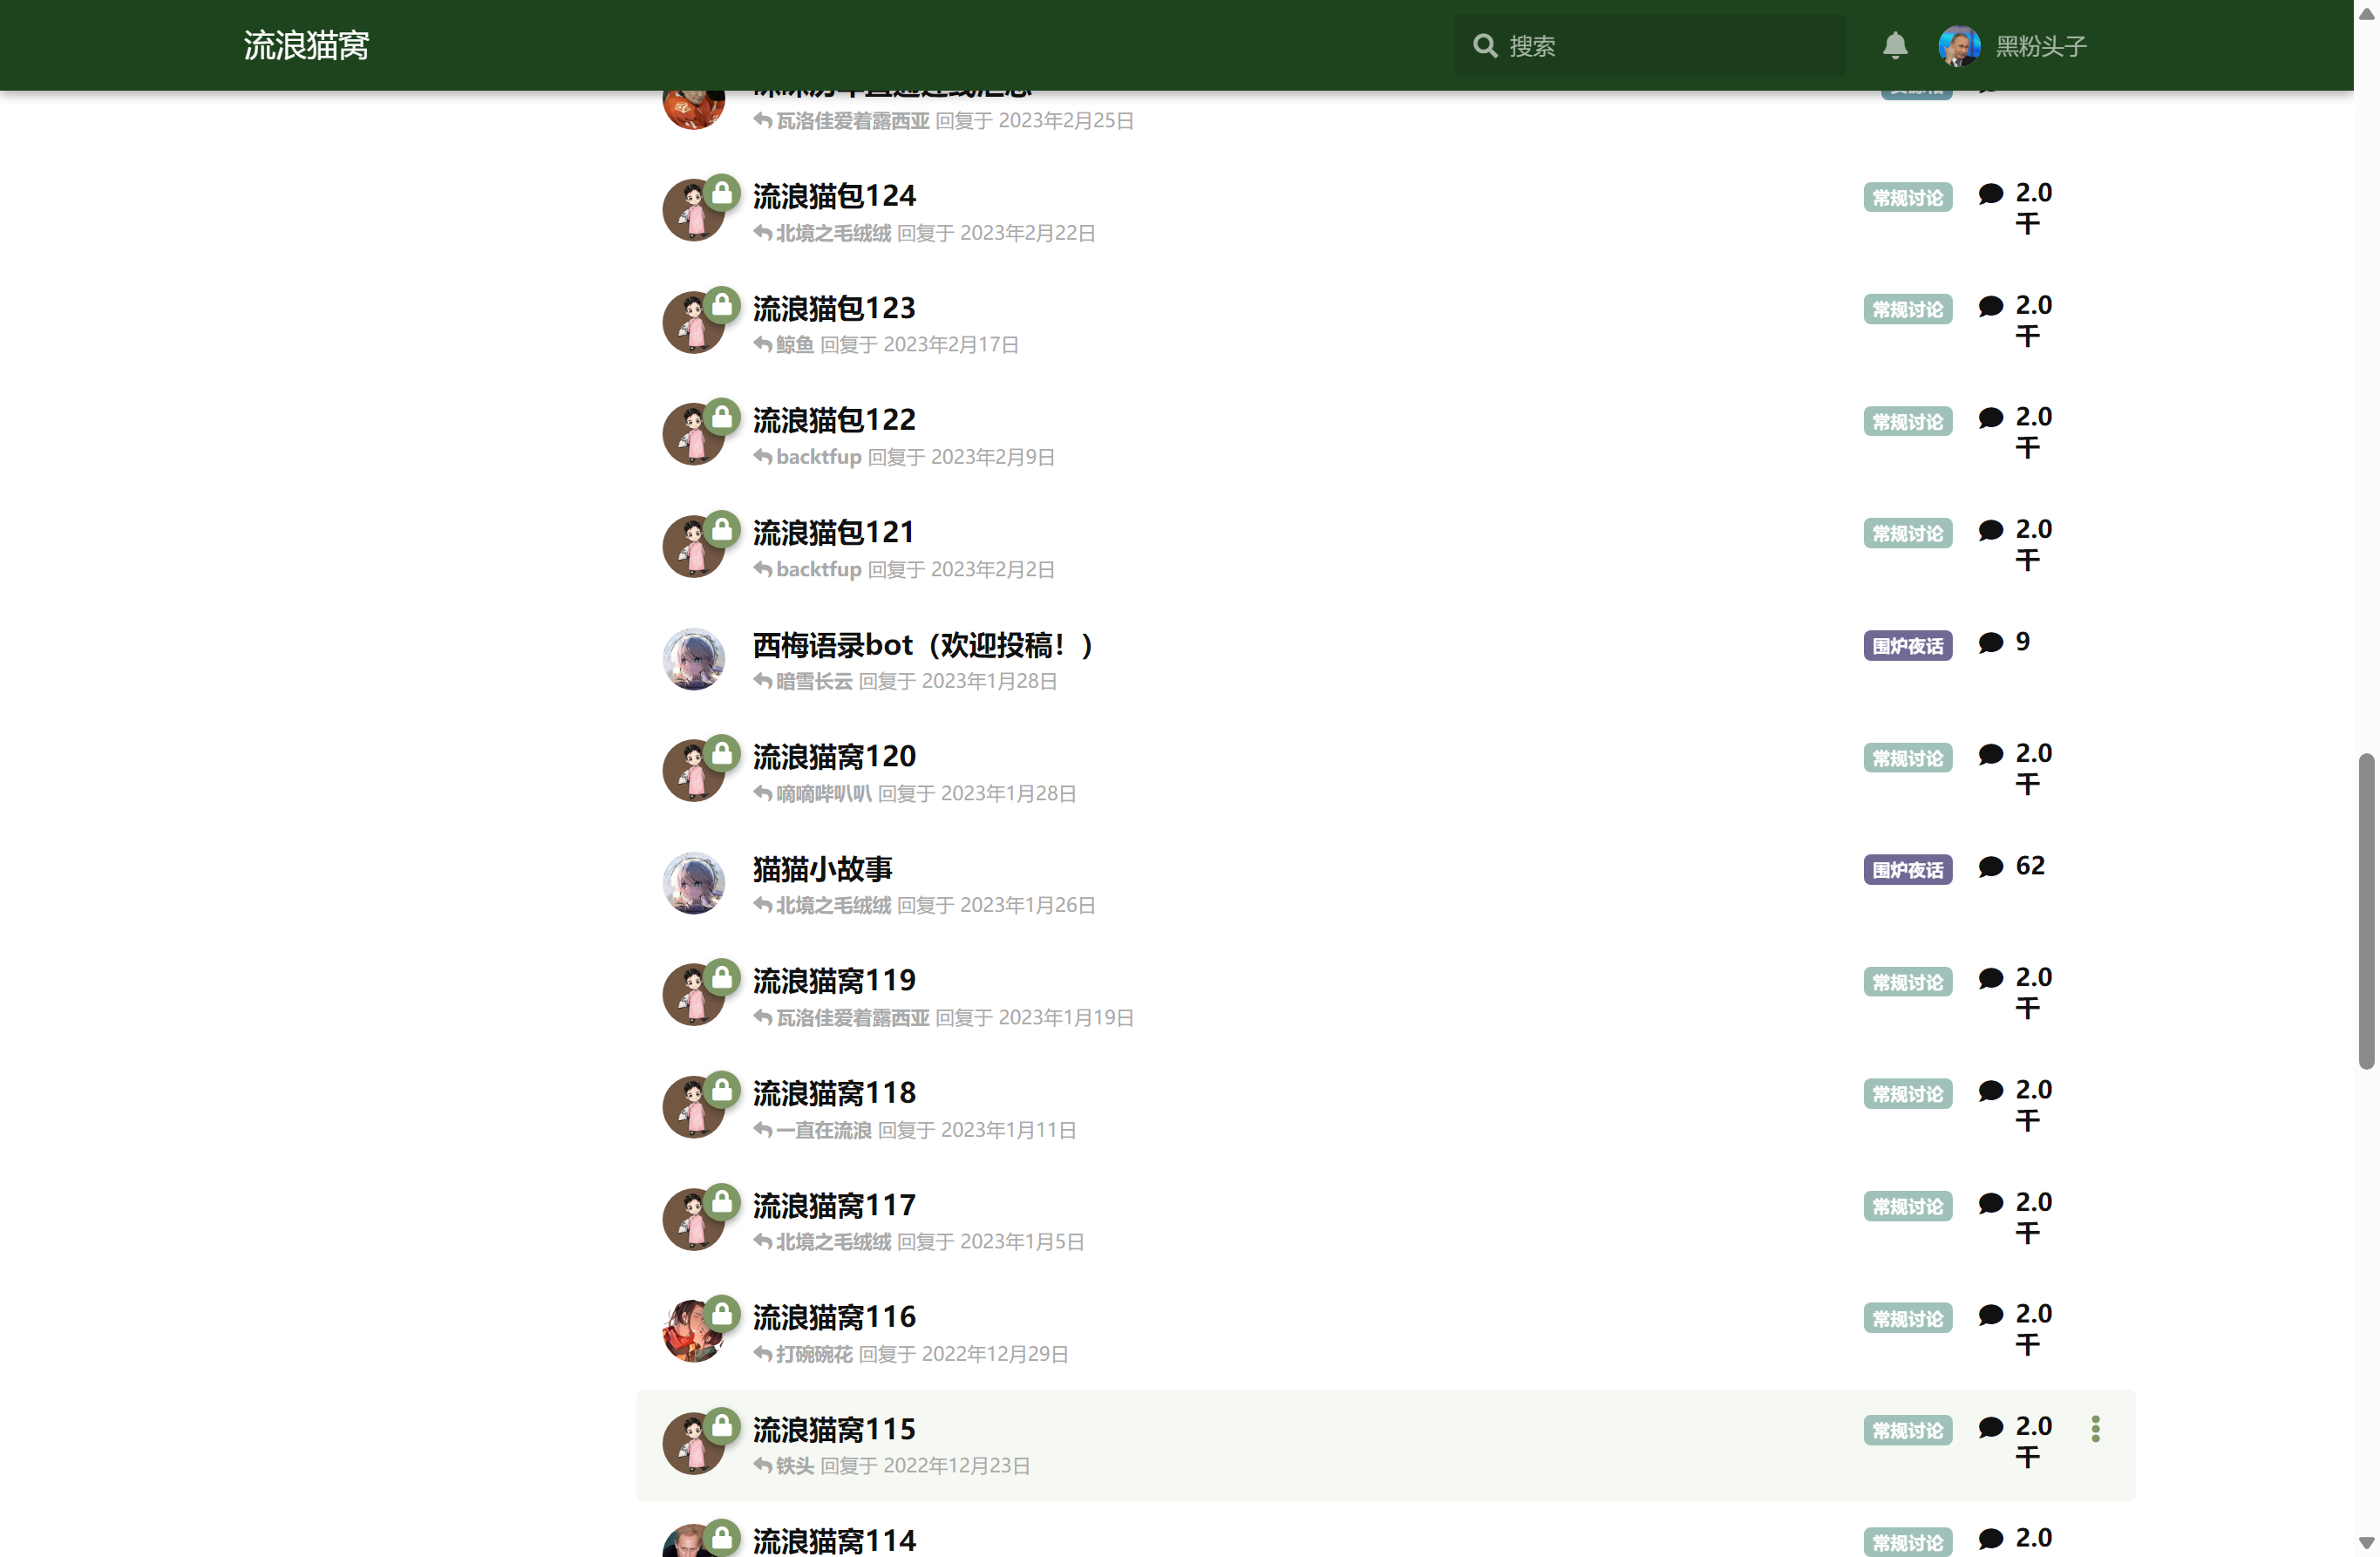 流浪猫窝
搜索
黑粉头子
瓦洛佳爱着露西亚 回复于 2023年2月25日
流浪猫包124
常规讨论
2.0
千
北境之毛绒绒 回复于 2023年2月22日
流浪猫包123
常规讨论
2.0
千
鲸鱼 回复于 2023年2月17日
流浪猫包122
常规讨论
2.0
千
backtfup 回复于 2023年2月9日
流浪猫包121
常规讨论
2.0
千
backtfup 回复于 2023年2月2日
西梅语录bot（欢迎投稿！）
围炉夜话
9
暗雪长云 回复于 2023年1月28日
流浪猫窝120
常规讨论
2.0
千
嘀嘀哔叭叭 回复于 2023年1月28日
猫猫小故事
围炉夜话
62
北境之毛绒绒 回复于 2023年1月26日
流浪猫窝119
常规讨论
2.0
千
瓦洛佳爱着露西亚 回复于 2023年1月19日
流浪猫窝118
常规讨论
2.0
千
一直在流浪 回复于 2023年1月11日
流浪猫窝117
常规讨论
2.0
千
北境之毛绒绒 回复于 2023年1月5日
流浪猫窝116
常规讨论
2.0
千
打碗碗花 回复于 2022年12月29日
流浪猫窝115
常规讨论
2.0
千
铁头 回复于 2022年12月23日
流浪猫窝114
常规讨论
2.0